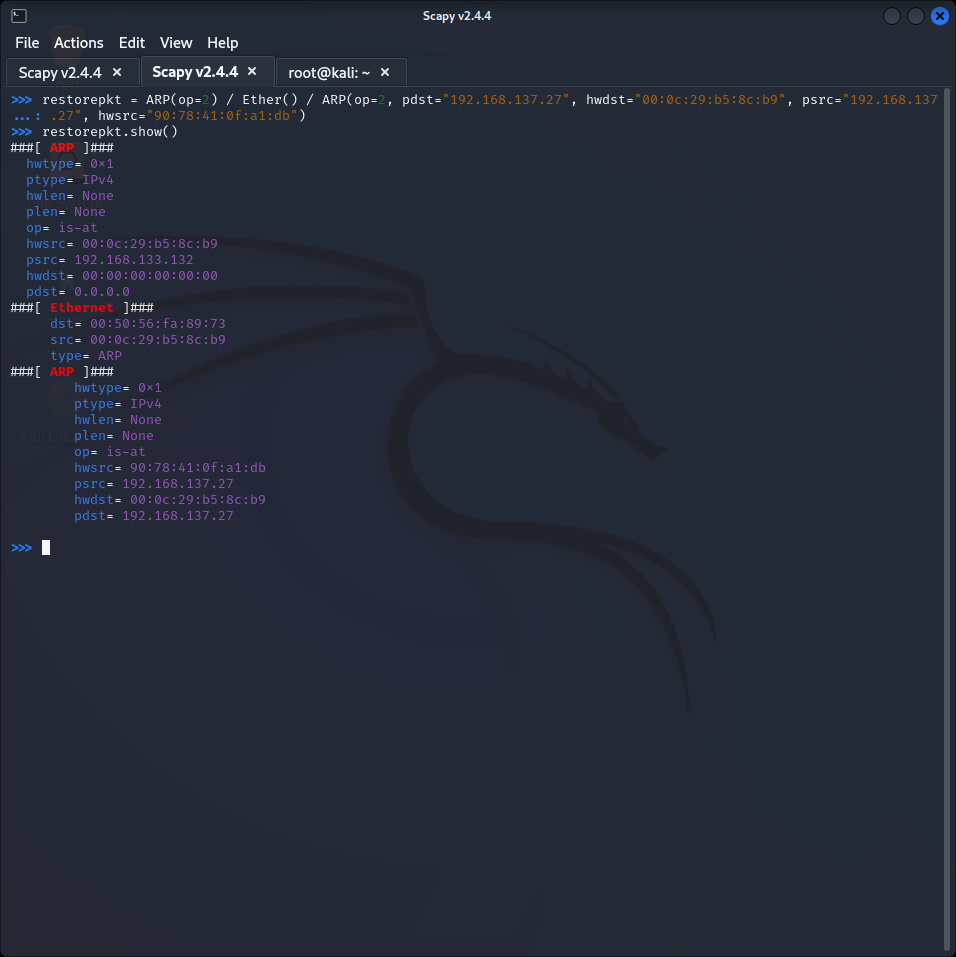 Scapy v2.4.4
File Actions Edit View Help
Scapy v2.4.4 × Scapy v2.4.4 × root@kali: ~ ×
>>> restorepkt = ARP(op=2) / Ether() / ARP(op=2, pdst="192.168.137.27", hwdst="00:0c:29:b5:8c:b9", psrc="192.168.137
...: .27", hwsrc="90:78:41:0f:a1:db")
>>> restorepkt.show()
###[ ARP ]###
hwtype= 0×1
ptype= IPv4
hwlen= None
plen= None
op= is-at
hwsrc= 00:0c:29:b5:8c:b9
psrc= 192.168.133.132
hwdst= 00:00:00:00:00:00
pdst= 0.0.0.0
###[ Ethernet ]###
dst= 00:50:56:fa:89:73
src= 00:0c:29:b5:8c:b9
type= ARP
###[ ARP ]###
hwtype= 0×1
ptype= IPv4
hwlen= None
plen= None
op= is-at
hwsrc= 90:78:41:0f:a1:db
psrc= 192.168.137.27
hwdst= 00:0c:29:b5:8c:b9
pdst= 192.168.137.27
>>>